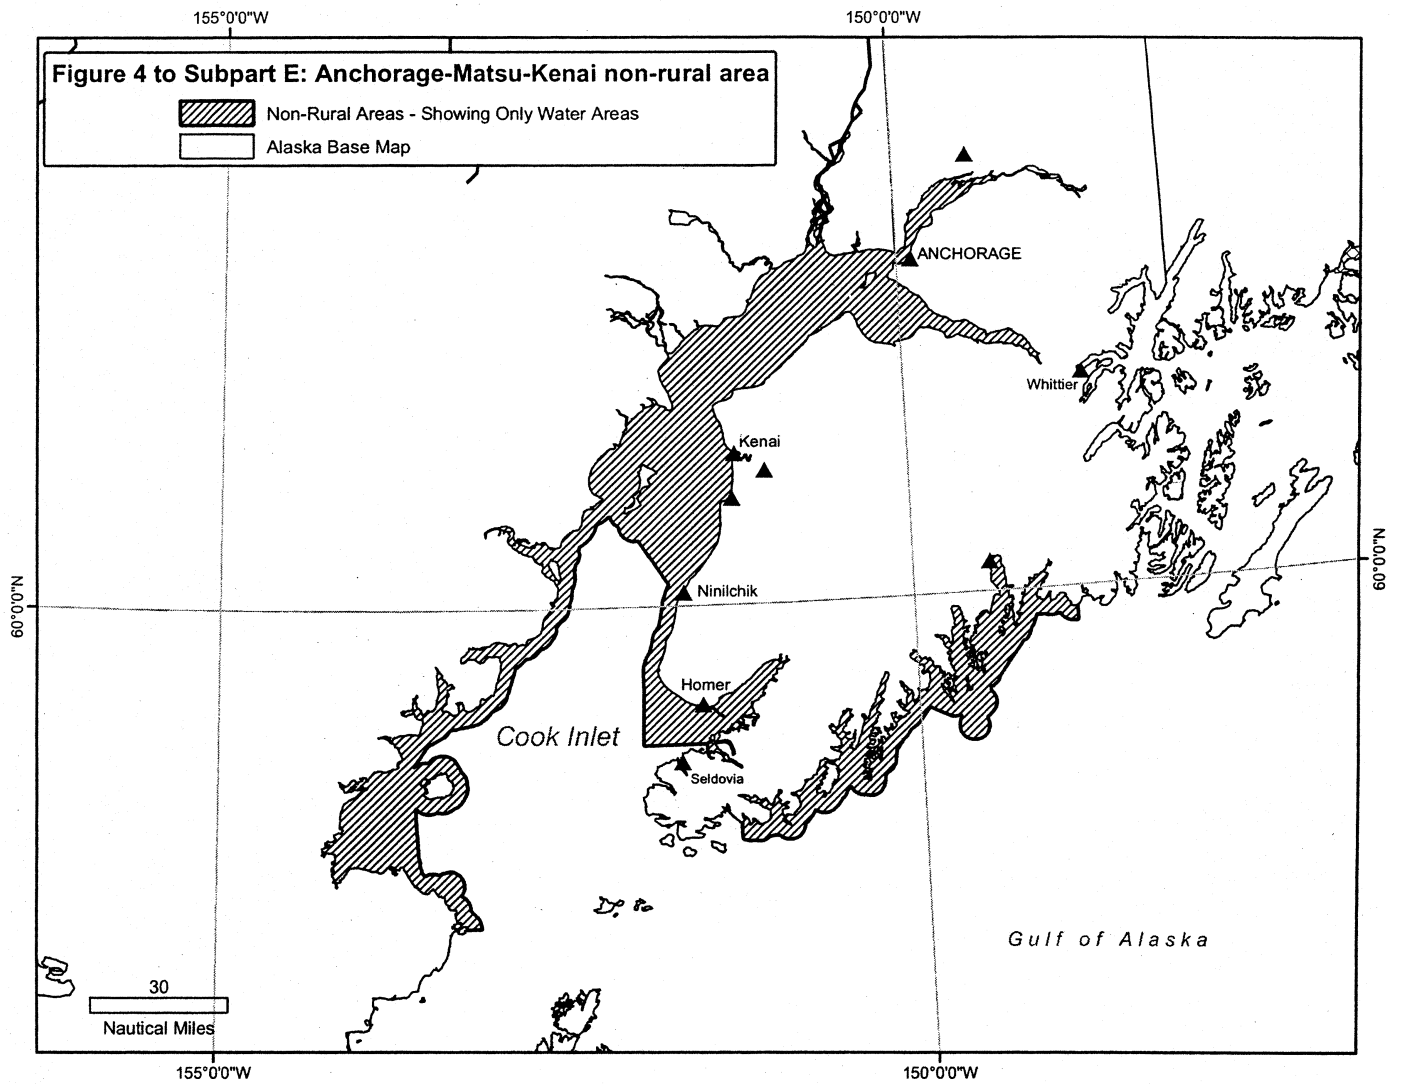 155°0'0"W
150°0'0"W
Figure 4 to Subpart E: Anchorage-Matsu-Kenai non-rural area
Non-Rural Areas - Showing Only Water Areas
Alaska Base Map
ANCHORAGE
Whittier
Kenai
60°0'0"N
60°0'0"N
Ninilchik
Homer
Cook Inlet
Seldovia
Gulf of Alaska
30
Nautical Miles
155°0'0"W
150°0'0"W